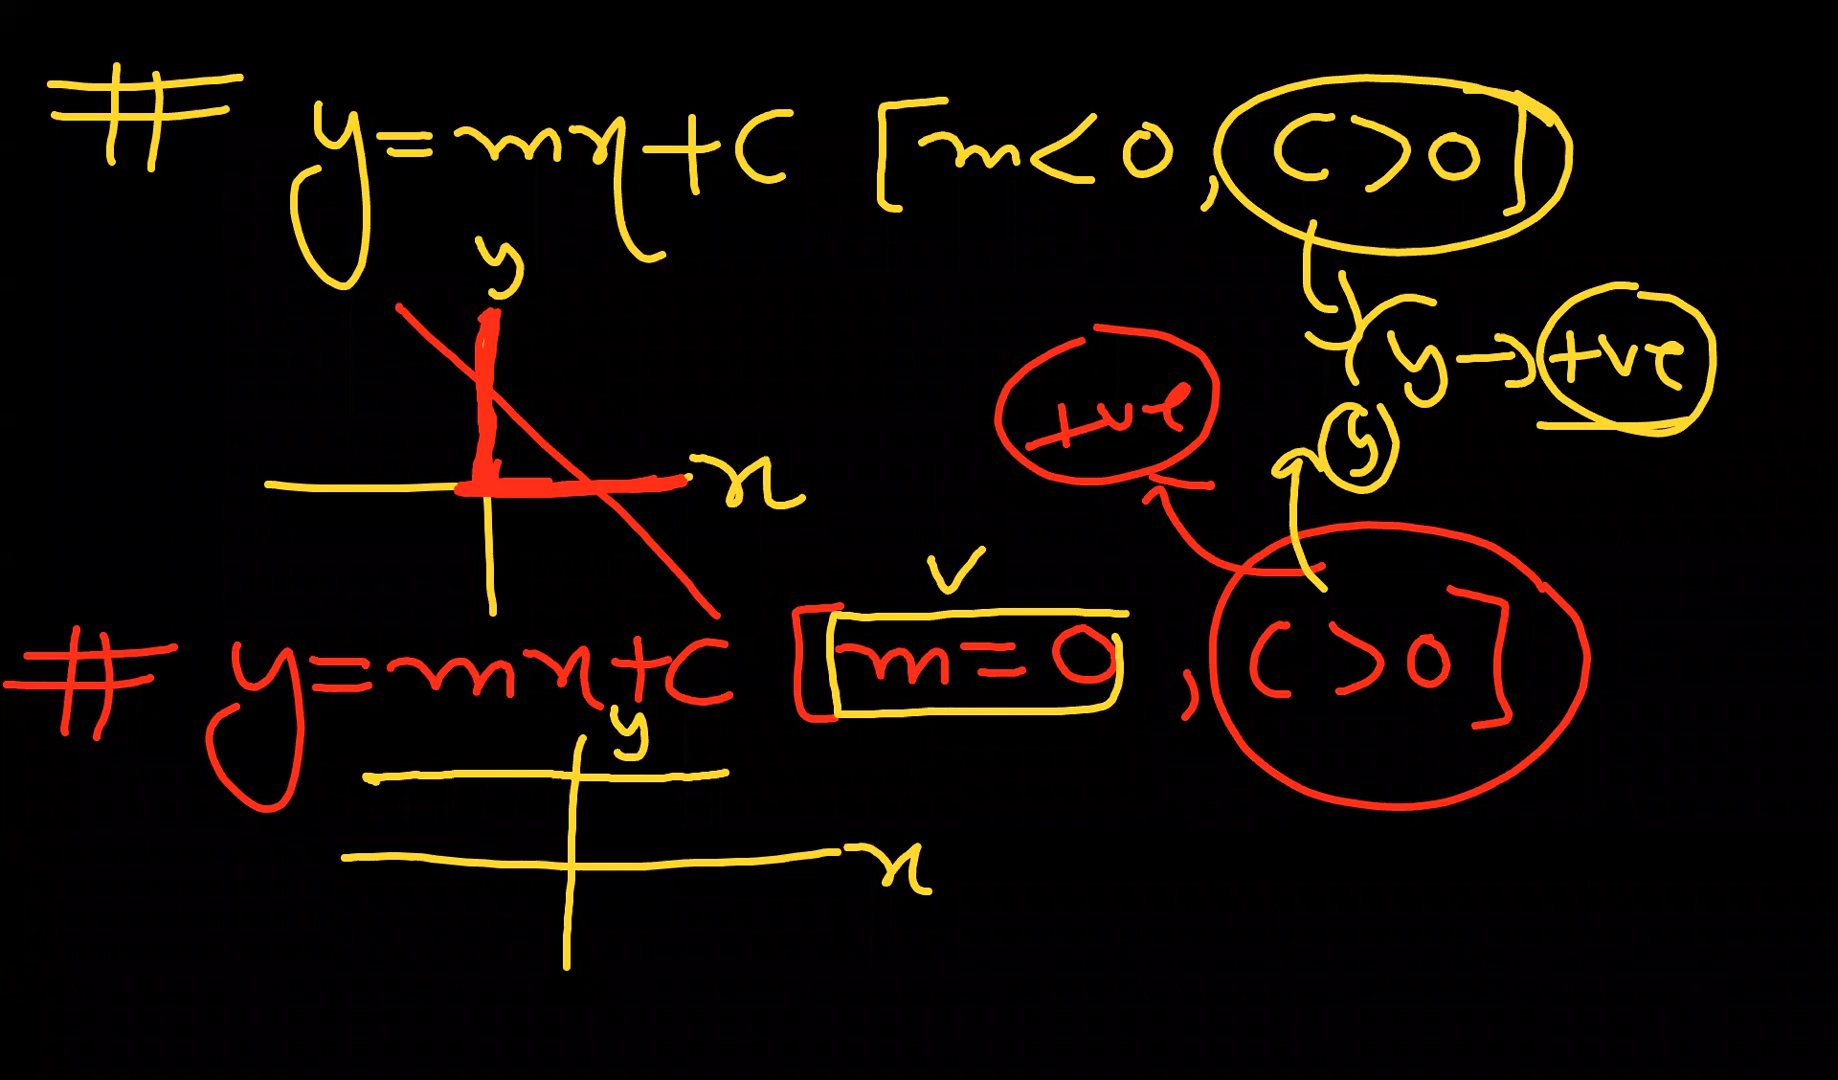 # y = mx + C [m < 0, C > 0]
y
y → +ve
+ve
y
x
# y = mx + C [m = 0, C > 0]
y
x